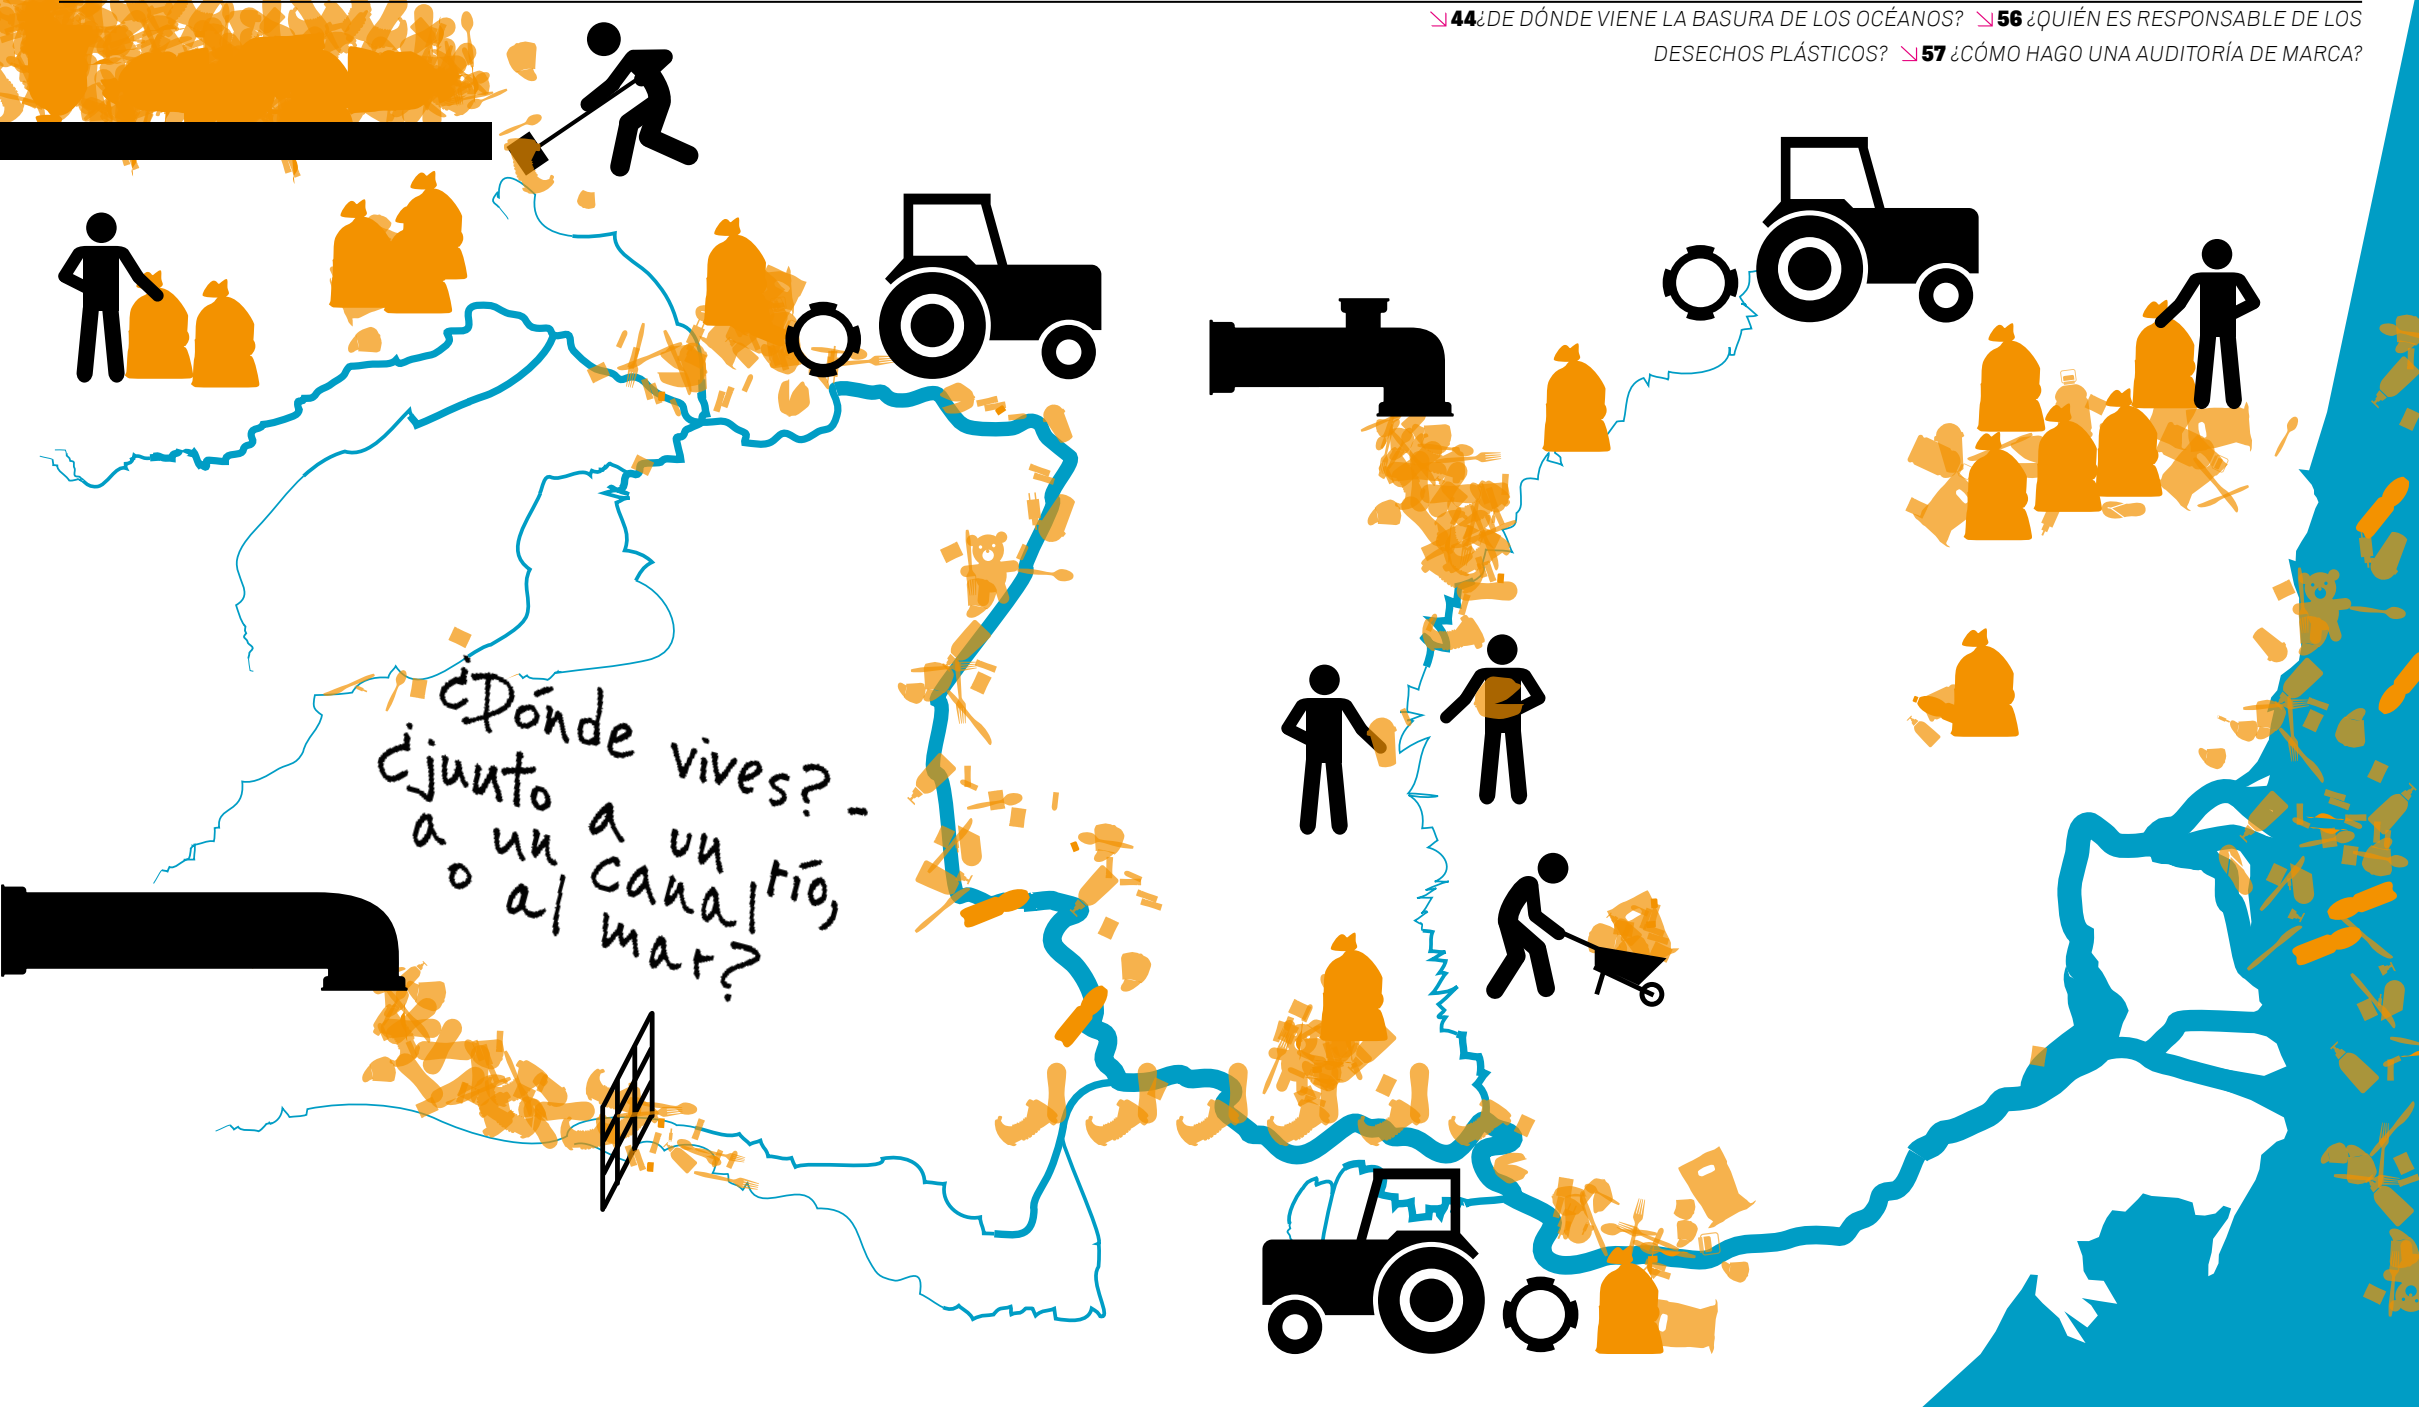 44¿DE DÓNDE VIENE LA BASURA DE LOS OCÉANOS? 56 ¿QUIÉN ES RESPONSABLE DE LOS
DESECHOS PLÁSTICOS? 57 ¿CÓMO HAGO UNA AUDITORÍA DE MARCA?
¿Dónde vives? -
¿junto a un río,
a un canal
o al mar?